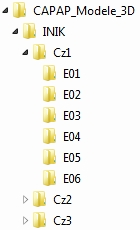 CAPAP_Modele_3D
INIK
Cz1
E01
E02
E03
E04
E05
E06
Cz2
Cz3